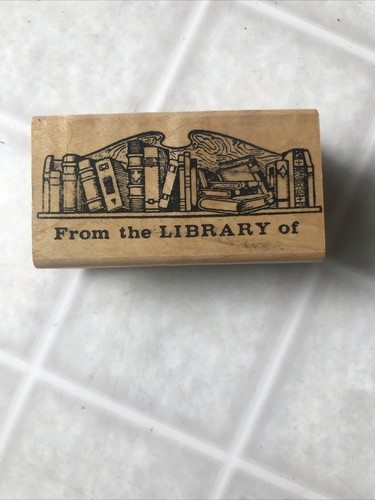 From the LIBRARY of